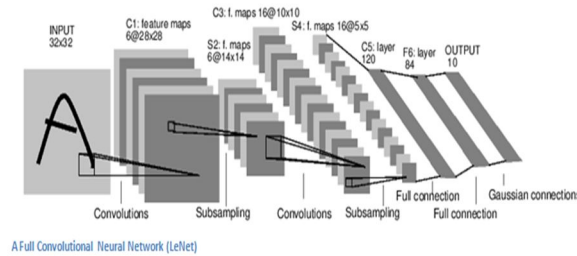 INPUT
32x32
C1: feature maps
6@28x28
S2: f. maps
6@14x14
C3: f. maps 16@10x10
S4: f. maps 16@5x5
C5: layer
120
F6: layer
84
OUTPUT
10
Convolutions
Subsampling
Convolutions
Subsampling
Full connection
Full connection
Gaussian connections
A Full Convolutional Neural Network (LeNet)